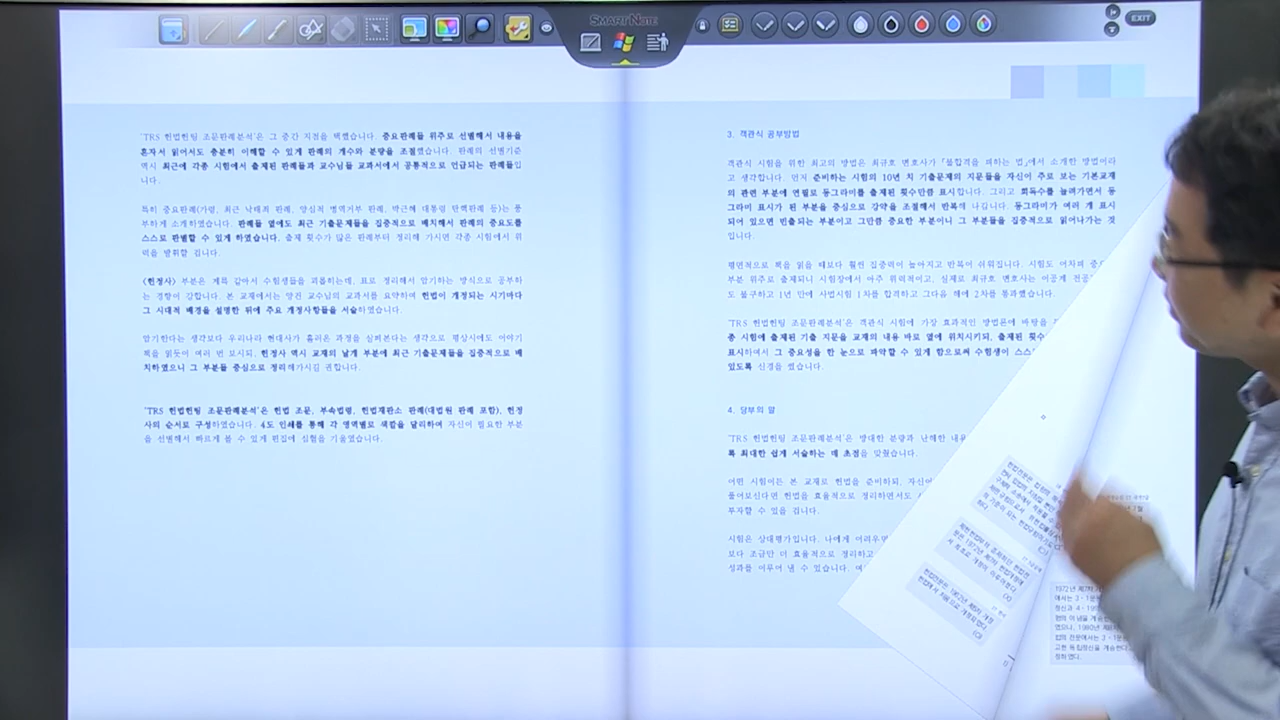 SMART NOTE
EXIT
'TRS 헌법헌팅 조문판례분석'은 그 중간 지점을 택했습니다. 중요판례들 위주로 선별해서 내용을
혼자서 읽어서도 충분히 이해할 수 있게 판례의 개수와 분량을 조절했습니다. 판례의 선별기준
역시 최근에 각종 시험에서 출제된 판례들과 교수님들 교과서에서 공통적으로 언급되는 판례들입
니다.
특히 중요판례(가령, 최근 낙태죄 판례, 양심적 병역거부 판례, 박근혜 대통령 탄핵판례 등)는 풍
부하게 소개하였습니다. 판례들 옆에도 최근 기출문제들을 집중적으로 배치해서 판례의 중요도를
스스로 판별할 수 있게 하였습니다. 출제 횟수가 많은 판례부터 정리해 가시면 각종 시험에서 위
력을 발휘할 겁니다.
<헌정사> 부분은 계륵 같아서 수험생들을 괴롭히는데, 표로 정리해서 암기하는 방식으로 공부하
는 경향이 강합니다. 본 교재에서는 양건 교수님의 교과서를 요약하여 헌법이 개정되는 시기마다
그 시대적 배경을 설명한 뒤에 주요 개정사항들을 서술하였습니다.
암기한다는 생각보다 우리나라 현대사가 흘러온 과정을 살펴본다는 생각으로 평상시에도 이야기
책을 읽듯이 여러 번 보시되, 헌정사 역시 교재의 날개 부분에 최근 기출문제들을 집중적으로 배
치하였으니 그 부분들 중심으로 정리해가시길 권합니다.
'TRS 헌법헌팅 조문판례분석'은 헌법 조문, 부속법령, 헌법재판소 판례(대법원 판례 포함), 헌정
사의 순서로 구성하였습니다. 4도 인쇄를 통해 각 영역별로 색깔을 달리하여 자신이 필요한 부분
을 선별해서 빠르게 볼 수 있게 편집에 심혈을 기울였습니다.
3. 객관식 공부방법
객관식 시험을 위한 최고의 방법은 최규호 변호사가 「불합격을 피하는 법」에서 소개한 방법이라
고 생각합니다. 먼저 준비하는 시험의 10년 치 기출문제의 지문들을 자신이 주로 보는 기본교재
의 관련 부분에 연필로 동그라미를 출제된 횟수만큼 표시합니다. 그리고 회독수를 늘려가면서 동
그라미 표시가 된 부분을 중심으로 강약을 조절해서 반복해 나갑니다. 동그라미가 여러 개 표시
되어 있으면 빈출되는 부분이고 그만큼 중요한 부분이니 그 부분들을 집중적으로 읽어나가는 것
입니다.
평면적으로 책을 읽을 때보다 훨씬 집중력이 높아지고 반복이 쉬워집니다. 시험도 어차피 중요
부분 위주로 출제되니 시험장에서 아주 위력적이고, 실제로 최규호 변호사는 이공계 전공
도 불구하고 1년 만에 사법시험 1차를 합격하고 그다음 해에 2차를 통과했습니다.
'TRS 헌법헌팅 조문판례분석'은 객관식 시험에 가장 효과적인 방법론에 바탕을
종 시험에 출제된 기출 지문을 교재의 내용 바로 옆에 위치시키되, 출제된 횟수
표시하여서 그 중요성을 한 눈으로 파악할 수 있게 함으로써 수험생이 스스
있도록 신경을 썼습니다.
4. 당부의 말
'TRS 헌법헌팅 조문판례분석'은 방대한 분량과 난해한 내용
록 최대한 쉽게 서술하는 데 초점을 맞췄습니다.
어떤 시험이든 본 교재로 헌법을 준비하되, 자신이
풀어보신다면 헌법을 효율적으로 정리하면서도
투자할 수 있을 겁니다.
시험은 상대평가입니다. 나에게 어려우면
보다 조금만 더 효율적으로 정리하고
성과를 이루어 낼 수 있습니다.